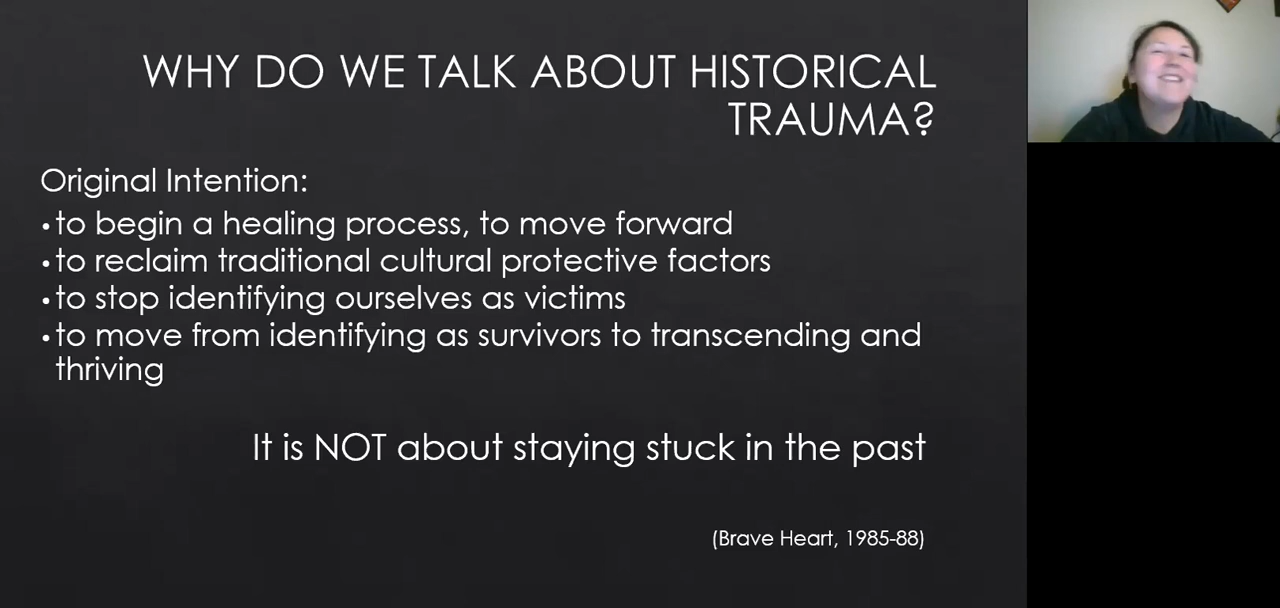 WHY DO WE TALK ABOUT HISTORICAL
TRAUMA?
Original Intention:
• to begin a healing process, to move forward
• to reclaim traditional cultural protective factors
• to stop identifying ourselves as victims
• to move from identifying as survivors to transcending and
thriving
It is NOT about staying stuck in the past
(Brave Heart, 1985-88)